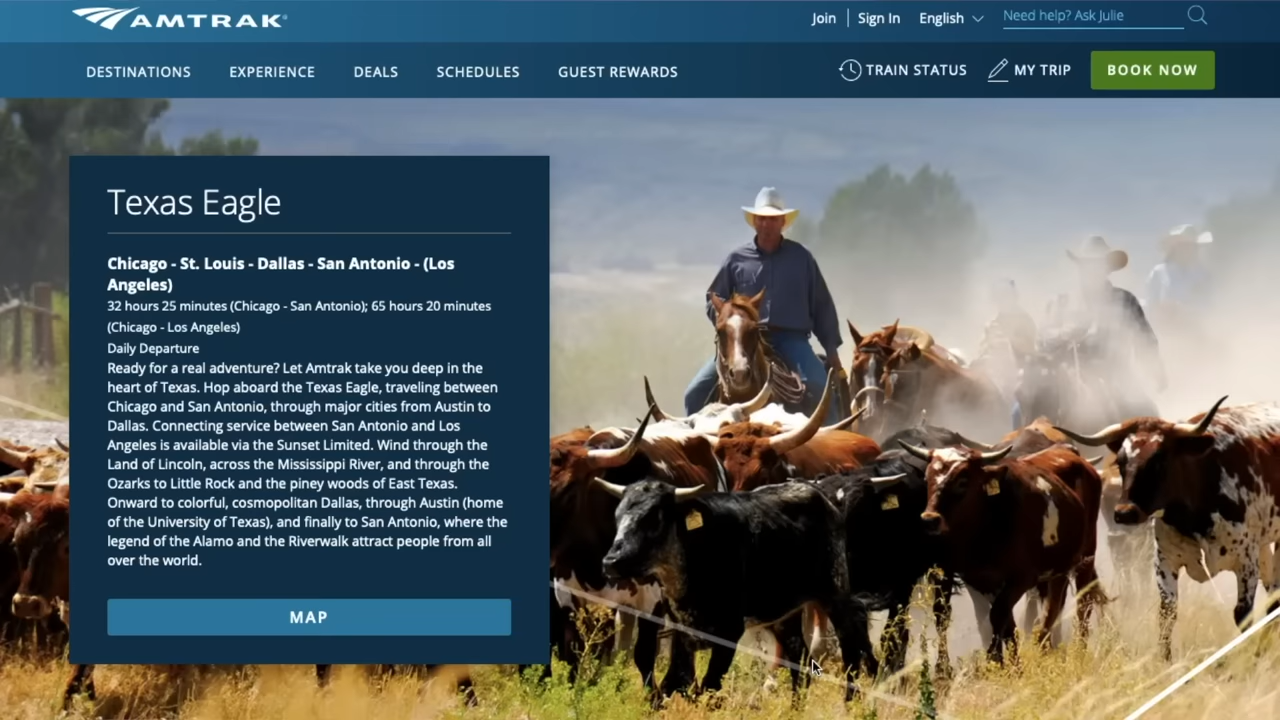 AMTRAK
Join
Sign In
English
Need help? Ask Julie
DESTINATIONS
EXPERIENCE
DEALS
SCHEDULES
GUEST REWARDS
TRAIN STATUS
MY TRIP
BOOK NOW
Texas Eagle
Chicago - St. Louis - Dallas - San Antonio - (Los
Angeles)
32 hours 25 minutes (Chicago - San Antonio); 65 hours 20 minutes
(Chicago - Los Angeles)
Daily Departure
Ready for a real adventure? Let Amtrak take you deep in the
heart of Texas. Hop aboard the Texas Eagle, traveling between
Chicago and San Antonio, through major cities from Austin to
Dallas. Connecting service between San Antonio and Los
Angeles is available via the Sunset Limited. Wind through the
Land of Lincoln, across the Mississippi River, and through the
Ozarks to Little Rock and the piney woods of East Texas.
Onward to colorful, cosmopolitan Dallas, through Austin (home
of the University of Texas), and finally to San Antonio, where the
legend of the Alamo and the Riverwalk attract people from all
over the world.
MAP